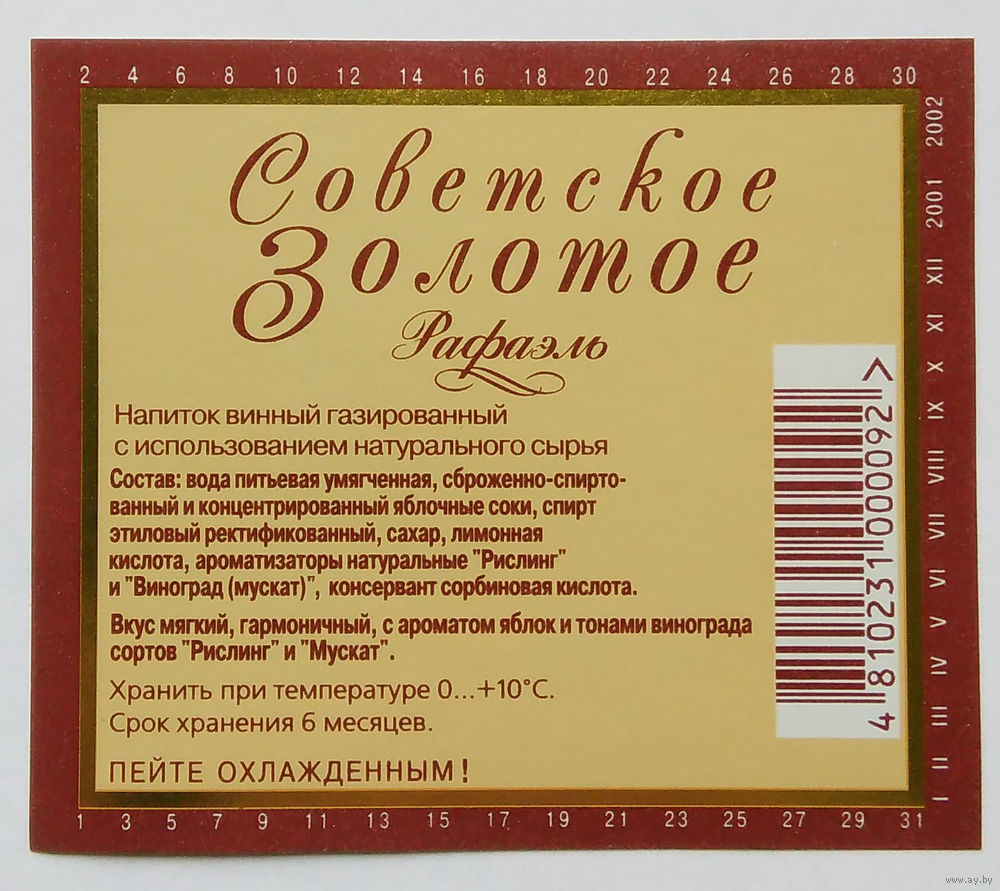 2 4 6 8 10 12 14 16 18 20 22 24 26 28 30
Советское
Золотое
Рафаэль
Напиток винный газированный
с использованием натурального сырья
Состав: вода питьевая умягченная, сброженно-спирто-
ванный и концентрированный яблочные соки, спирт
этиловый ректификованный, сахар, лимонная
кислота, ароматизаторы натуральные "Рислинг"
и "Виноград (мускат)", консервант сорбиновая кислота.
Вкус мягкий, гармоничный, с ароматом яблок и тонами винограда
сортов "Рислинг" и "Мускат".
Хранить при температуре 0...+10°С.
Срок хранения 6 месяцев.
ПЕЙТЕ ОХЛАЖДЕННЫМ!
4 810231 000092 >
I II III IV V VI VII VIII IX X XI XII 2001 2002
1 3 5 7 9 11 13 15 17 19 21 23 25 27 29 31
www.ay.by